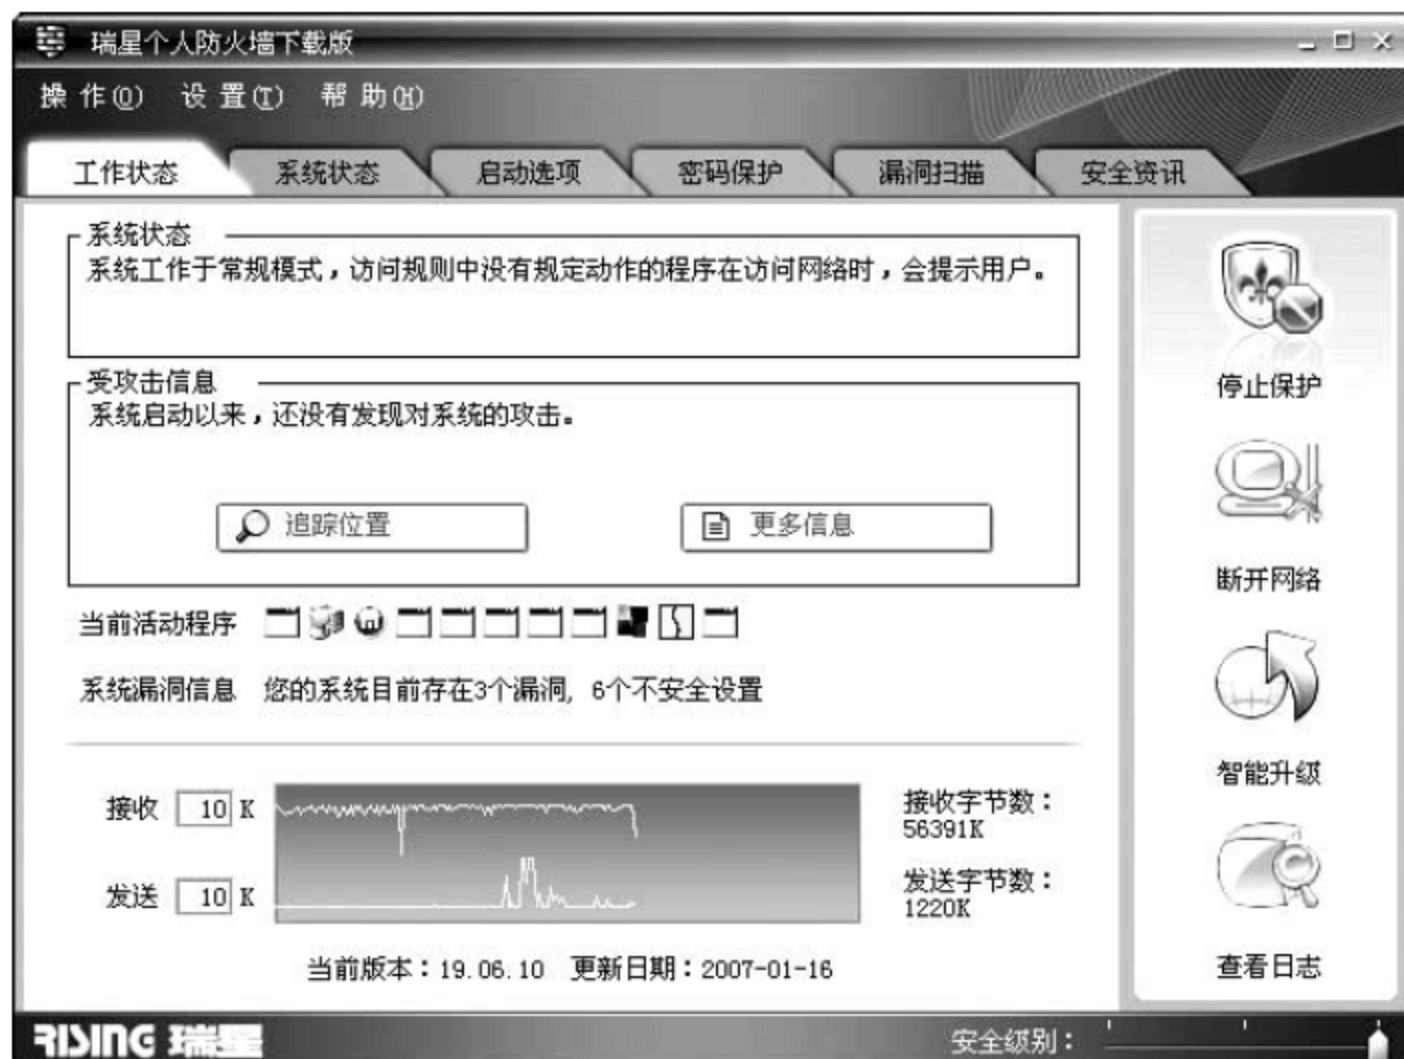 瑞星个人防火墙下载版
操 作(O) 设 置(T) 帮 助(H)
工作状态 系统状态 启动选项 密码保护 漏洞扫描 安全资讯
系统状态
系统工作于常规模式，访问规则中没有规定动作的程序在访问网络时，会提示用户。
受攻击信息
系统启动以来，还没有发现对系统的攻击。
追踪位置 更多信息
当前活动程序
系统漏洞信息 您的系统目前存在3个漏洞, 6个不安全设置
接收 10 K
发送 10 K
接收字节数：
56391K
发送字节数：
1220K
当前版本：19.06.10 更新日期：2007-01-16
停止保护
断开网络
智能升级
查看日志
RISING 瑞星
安全级别：